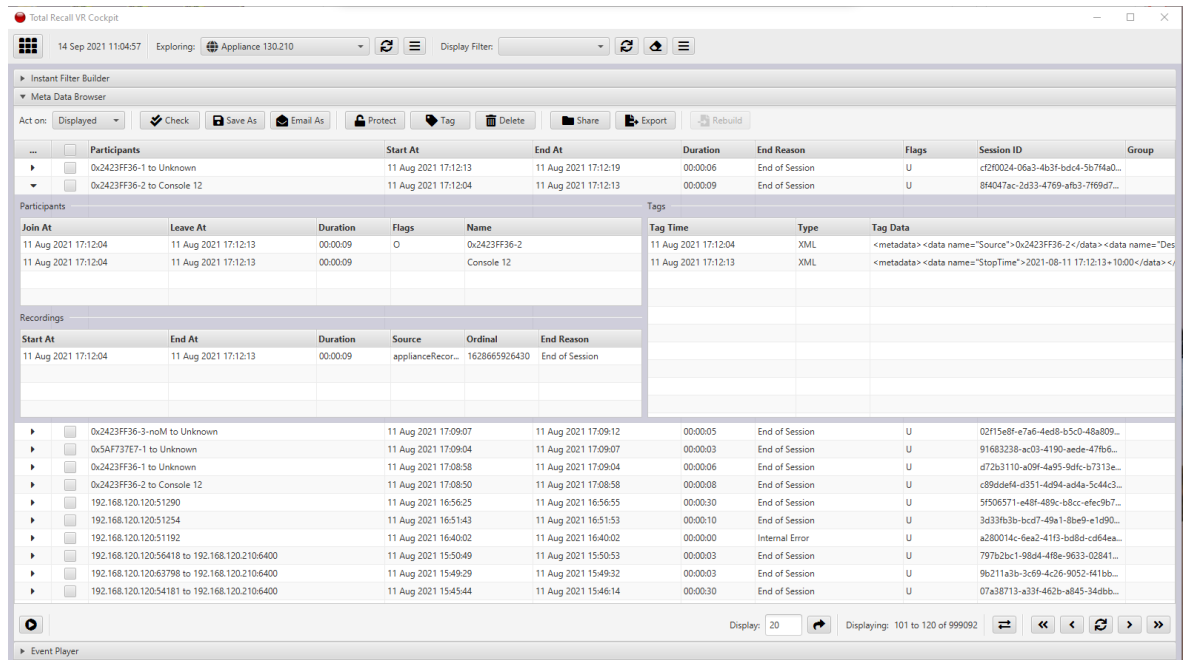 Total Recall VR Cockpit
14 Sep 2021 11:04:57 Exploring: Appliance 130.210 Display Filter:
Instant Filter Builder
Meta Data Browser
Act on: Displayed Check Save As Email As Protect Tag Delete Share Export Rebuild
... Participants Start At End At Duration End Reason Flags Session ID Group
0x2423FF36-1 to Unknown 11 Aug 2021 17:12:13 11 Aug 2021 17:12:19 00:00:06 End of Session U cf2f0024-06a3-4b3f-bdc4-5b7f4a0...
0x2423FF36-2 to Console 12 11 Aug 2021 17:12:04 11 Aug 2021 17:12:13 00:00:09 End of Session U 8f4047ac-2d33-4769-afb3-7f69d7...
Participants
Join At Leave At Duration Flags Name
11 Aug 2021 17:12:04 11 Aug 2021 17:12:13 00:00:09 O 0x2423FF36-2
11 Aug 2021 17:12:04 11 Aug 2021 17:12:13 00:00:09 Console 12
Recordings
Start At End At Duration Source Ordinal End Reason
11 Aug 2021 17:12:04 11 Aug 2021 17:12:13 00:00:09 applianceRecor... 1628665926430 End of Session
Tags
Tag Time Type Tag Data
11 Aug 2021 17:12:04 XML <metadata><data name="Source">0x2423FF36-2</data><data name="Des
11 Aug 2021 17:12:13 XML <metadata><data name="StopTime">2021-08-11 17:12:13+10:00</data></
0x2423FF36-3-noM to Unknown 11 Aug 2021 17:09:07 11 Aug 2021 17:09:12 00:00:05 End of Session U 02f15e8f-e7a6-4ed8-b5c0-48a809...
0x5AF737E7-1 to Unknown 11 Aug 2021 17:09:04 11 Aug 2021 17:09:07 00:00:03 End of Session U 91683238-ac03-4190-aede-47fb6...
0x2423FF36-1 to Unknown 11 Aug 2021 17:08:58 11 Aug 2021 17:09:04 00:00:06 End of Session U d72b3110-a09f-4a95-9dfc-b7313e...
0x2423FF36-2 to Console 12 11 Aug 2021 17:08:50 11 Aug 2021 17:08:58 00:00:08 End of Session U c89ddef4-d351-4d94-ad4a-5c44c3...
192.168.120.120:51290 11 Aug 2021 16:56:25 11 Aug 2021 16:56:55 00:00:30 End of Session U 5f506571-e48f-489c-b8cc-efec9b7...
192.168.120.120:51254 11 Aug 2021 16:51:43 11 Aug 2021 16:51:53 00:00:10 End of Session U 3d33fb3b-bcd7-49a1-8be9-e1d90...
192.168.120.120:51192 11 Aug 2021 16:40:02 11 Aug 2021 16:40:02 00:00:00 Internal Error U a280014c-6ea2-41f3-bd8d-cd64ea...
192.168.120.120:56418 to 192.168.120.210:6400 11 Aug 2021 15:50:49 11 Aug 2021 15:50:53 00:00:03 End of Session U 797b2bc1-98d4-4f8e-9633-02841...
192.168.120.120:63798 to 192.168.120.210:6400 11 Aug 2021 15:49:29 11 Aug 2021 15:49:32 00:00:03 End of Session U 9b211a3b-3c69-4c26-9052-f41bb...
192.168.120.120:54181 to 192.168.120.210:6400 11 Aug 2021 15:45:44 11 Aug 2021 15:46:14 00:00:30 End of Session U 07a38713-a33f-462b-a845-34dbb...
Display: 20 Displaying: 101 to 120 of 999092
Event Player